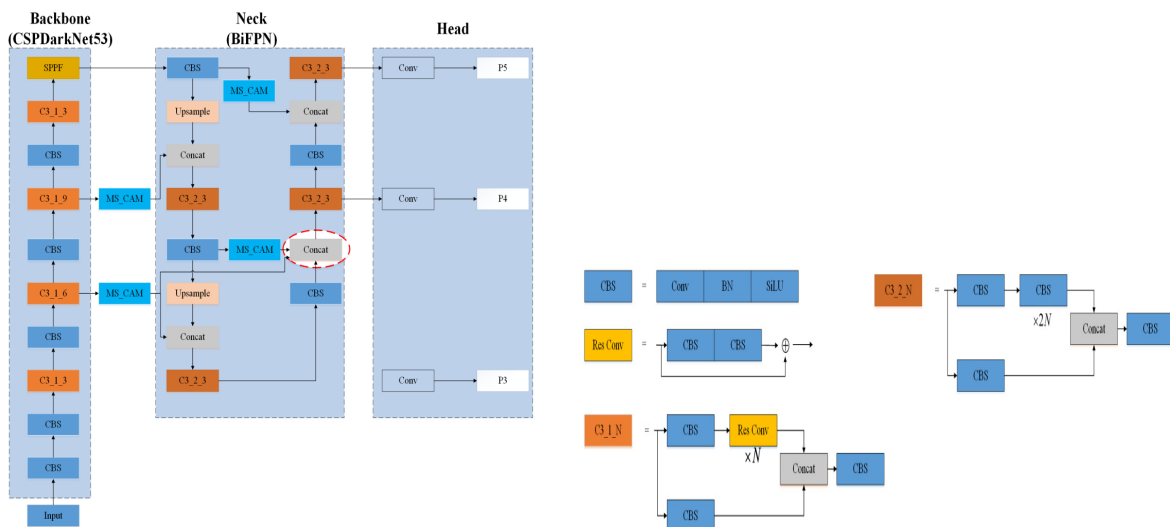 Backbone
(CSPDarkNet53)
Neck
(BiFPN)
Head
SPPF
C3_1_3
CBS
C3_1_9
CBS
C3_1_6
CBS
C3_1_3
CBS
CBS
Input
MS_CAM
MS_CAM
CBS
Upsample
Concat
C3_2_3
CBS
Upsample
Concat
C3_2_3
MS_CAM
MS_CAM
C3_2_3
Concat
CBS
C3_2_3
Concat
CBS
Conv
P5
Conv
P4
Conv
P3
CBS
=
Conv
BN
SiLU
Res Conv
=
CBS
CBS
⊕
C3_1_N
=
CBS
Res Conv
×N
CBS
Concat
CBS
C3_2_N
=
CBS
CBS
×2N
CBS
Concat
CBS